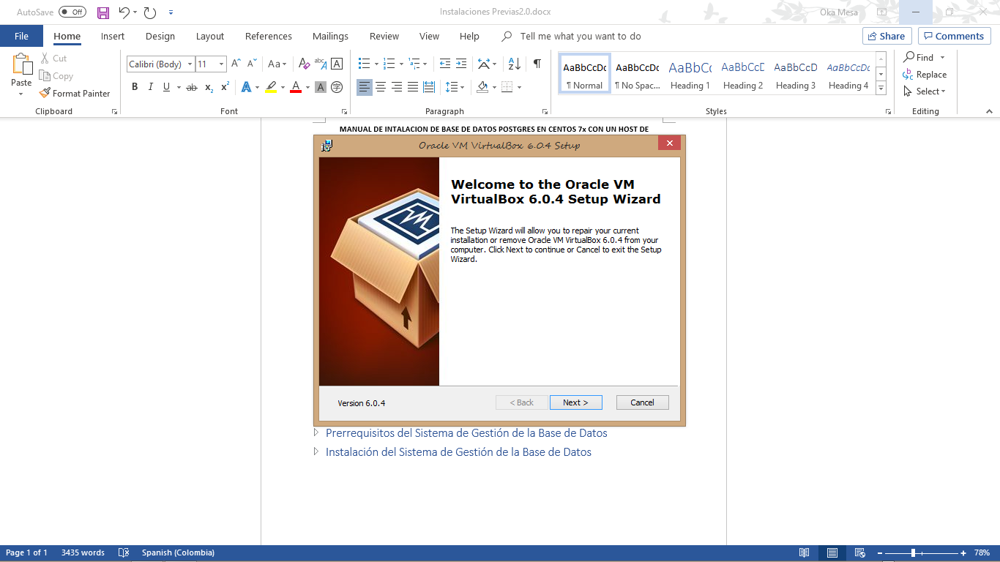 AutoSave Off Instalaciones Previas2.0.docx Oka Mesa
File Home Insert Design Layout References Mailings Review View Help Tell me what you want to do Share Comments
Paste
Cut
Copy
Format Painter
Clipboard
Calibri (Body) 11 A A Aa A abc A
B I U ab x2 x2 A A A 字
Font
Paragraph
AaBbCcDc AaBbCcDc AaBbCc AaBbCcD AaBbCcD AaBbCcDc
¶ Normal ¶ No Spac... Heading 1 Heading 2 Heading 3 Heading 4
Styles
Find
Replace
Select
Editing
MANUAL DE INTALACION DE BASE DE DATOS POSTGRES EN CENTOS 7x CON UN HOST DE
Oracle VM VirtualBox 6.0.4 Setup
Welcome to the Oracle VM
VirtualBox 6.0.4 Setup Wizard
The Setup Wizard will allow you to repair your current
installation or remove Oracle VM VirtualBox 6.0.4 from your
computer. Click Next to continue or Cancel to exit the Setup
Wizard.
Version 6.0.4 < Back Next > Cancel
Prerrequisitos del Sistema de Gestión de la Base de Datos
Instalación del Sistema de Gestión de la Base de Datos
Page 1 of 1 3435 words Spanish (Colombia) 78%